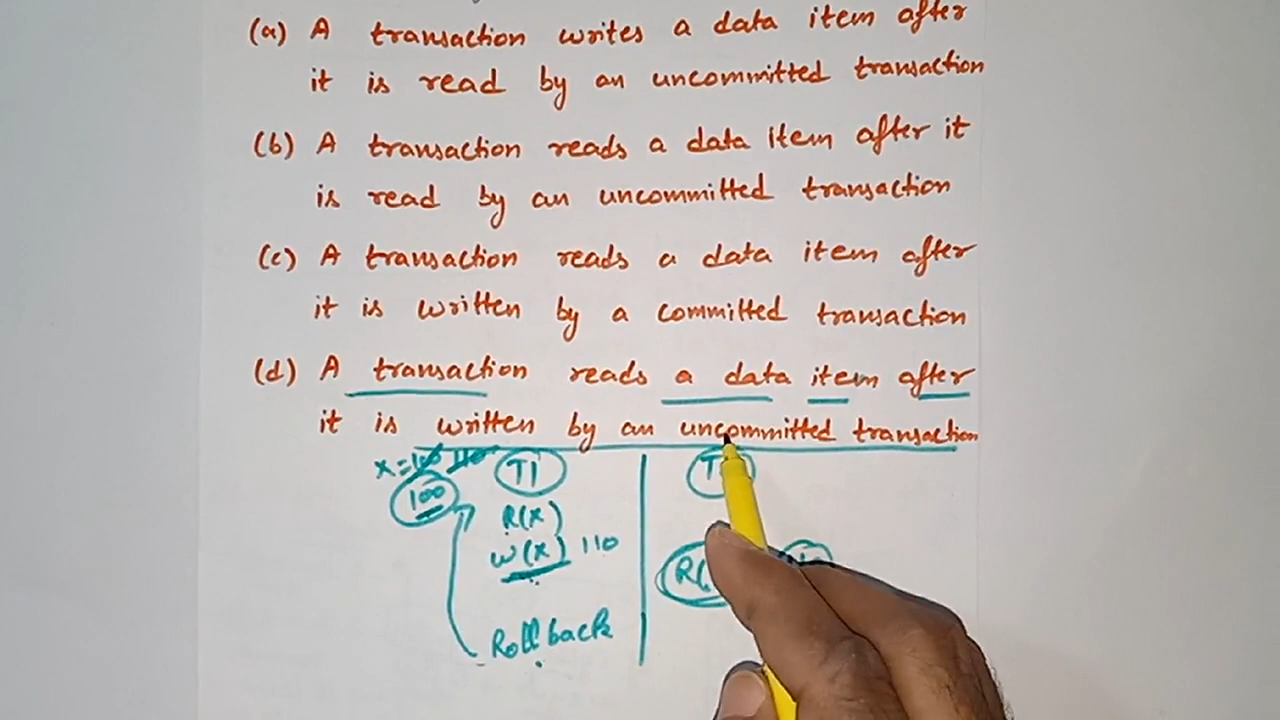 (a) A transaction writes a data item after
it is read by an uncommitted transaction
(b) A transaction reads a data item after it
is read by an uncommitted transaction
(c) A transaction reads a data item after
it is written by a committed transaction
(d) A transaction reads a data item after
it is written by an uncommitted transaction
x=100 110 T1
100
R(x)
W(x) 110
Roll back